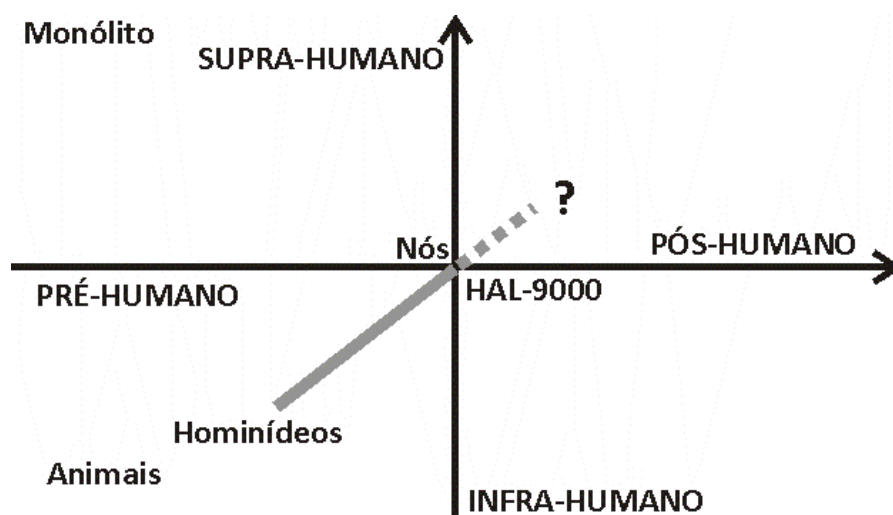 Monólito
SUPRA-HUMANO
?
Nós
PÓS-HUMANO
PRÉ-HUMANO
HAL-9000
Hominídeos
Animais
INFRA-HUMANO